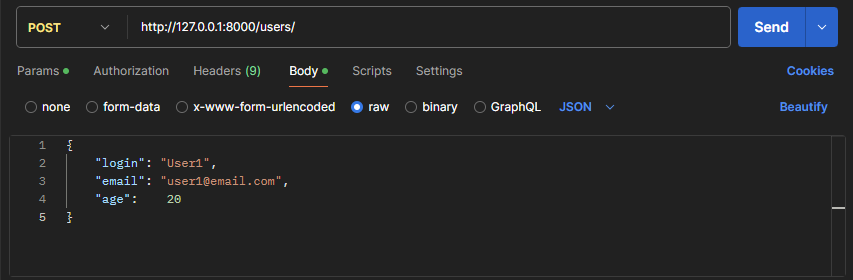 POST http://127.0.0.1:8000/users/ Send
Params Authorization Headers (9) Body Scripts Settings Cookies
none form-data x-www-form-urlencoded raw binary GraphQL JSON Beautify
1 {
2 "login": "User1",
3 "email": "user1@email.com",
4 "age": 20
5 }